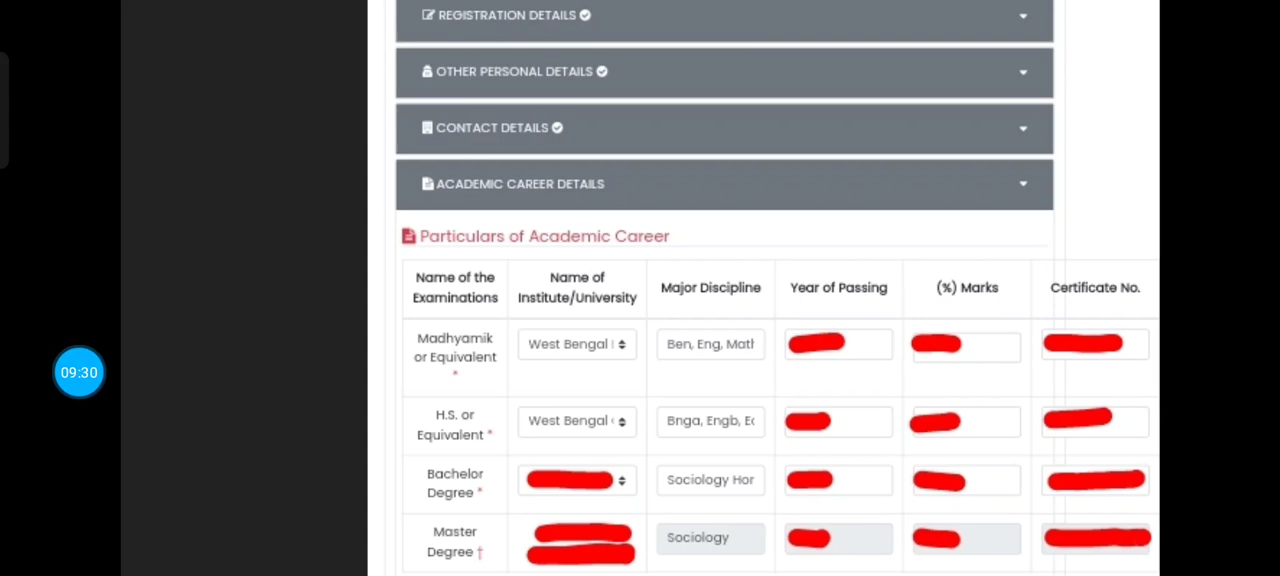 REGISTRATION DETAILS
OTHER PERSONAL DETAILS
CONTACT DETAILS
ACADEMIC CAREER DETAILS
Particulars of Academic Career
Name of the
Examinations
Name of
Institute/University
Major Discipline
Year of Passing
(%) Marks
Certificate No.
Madhyamik
or Equivalent
*
West Bengal
Ben, Eng, Math
H.S. or
Equivalent *
West Bengal
Bnga, Engb,
Bachelor
Degree *
Sociology Hor
Master
Degree †
Sociology
09:30